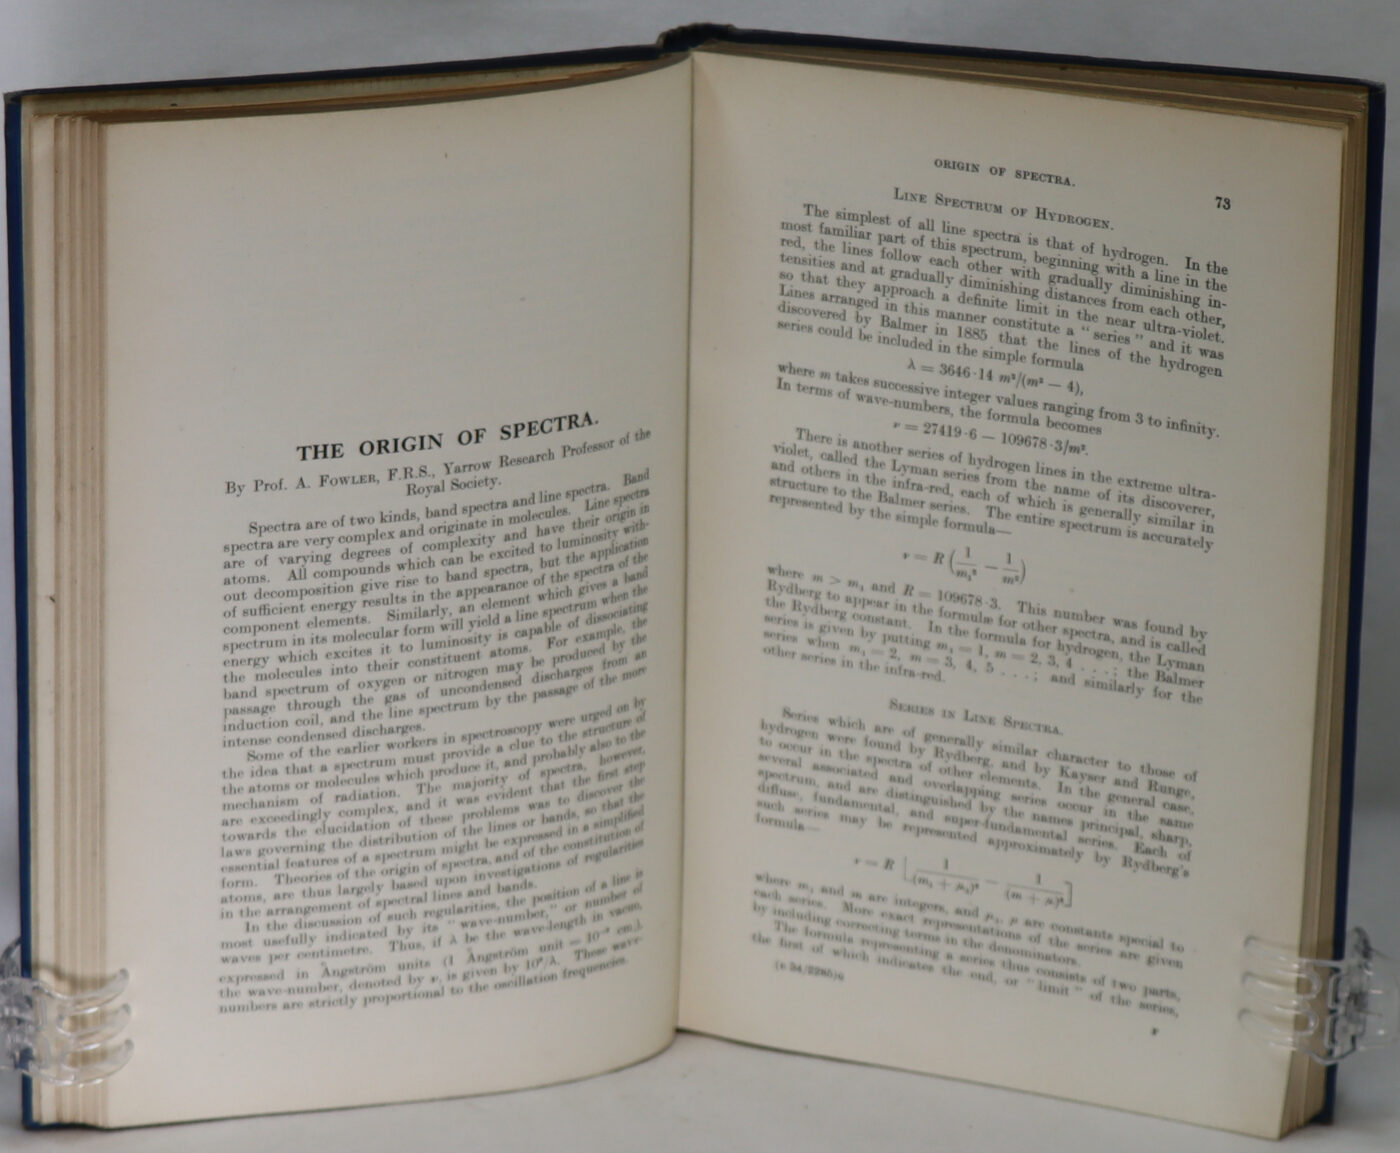 THE ORIGIN OF SPECTRA.
By Prof. A. FOWLER, F.R.S., Yarrow Research Professor of the
Royal Society.
Spectra are of two kinds, band spectra and line spectra. Band
spectra are very complex and originate in molecules. Line spectra
are of varying degrees of complexity and have their origin in
atoms. All compounds which can be excited to luminosity with-
out decomposition give rise to band spectra, but the application
of sufficient energy results in the appearance of the spectra of the
component elements. Similarly, an element which gives a band
spectrum in its molecular form will yield a line spectrum when the
energy which excites it to luminosity is capable of dissociating
the molecules into their constituent atoms. For example, the
band spectrum of oxygen or nitrogen may be produced by the
passage through the gas of uncondensed discharges from an
induction coil, and the line spectrum by the passage of the more
intense condensed discharges.
Some of the earlier workers in spectroscopy were urged on by
the idea that a spectrum must provide a clue to the structure of
the atoms or molecules which produce it, and probably also to the
mechanism of radiation. The majority of spectra, however,
are exceedingly complex, and it was evident that the first step
towards the elucidation of these problems was to discover the
laws governing the distribution of the lines or bands, so that the
essential features of a spectrum might be expressed in a simplified
form. Theories of the origin of spectra, and of the constitution of
atoms, are thus largely based upon investigations of regularities
in the arrangement of spectral lines and bands.
In the discussion of such regularities, the position of a line is
most usefully indicated by its "wave-number," or number of
waves per centimetre. Thus, if λ be the wave-length in vacuo,
expressed in Ångström units (1 Ångström unit = 10⁻⁸ cm.),
the wave-number, denoted by ν, is given by 10⁸/λ. These wave-
numbers are strictly proportional to the oscillation frequencies.
ORIGIN OF SPECTRA.
73
LINE SPECTRUM OF HYDROGEN.
The simplest of all line spectra is that of hydrogen. In the
most familiar part of this spectrum, beginning with a line in the
red, the lines follow each other with gradually diminishing in-
tensities and at gradually diminishing distances from each other,
so that they approach a definite limit in the near ultra-violet.
Lines arranged in this manner constitute a "series" and it was
discovered by Balmer in 1885 that the lines of the hydrogen
series could be included in the simple formula
λ = 3646·14 m²/(m² — 4),
where m takes successive integer values ranging from 3 to infinity.
In terms of wave-numbers, the formula becomes
ν = 27419·6 — 109678·3/m².
There is another series of hydrogen lines in the extreme ultra-
violet, called the Lyman series from the name of its discoverer,
and others in the infra-red, each of which is generally similar in
structure to the Balmer series. The entire spectrum is accurately
represented by the simple formula—
ν = R (1/m₁² — 1/m²)
where m > m₁ and R = 109678·3. This number was found by
Rydberg to appear in the formulæ for other spectra, and is called
the Rydberg constant. In the formula for hydrogen, the Lyman
series is given by putting m₁ = 1, m = 2, 3, 4 . . . ; the Balmer
series when m₁ = 2, m = 3, 4, 5 . . . ; and similarly for the
other series in the infra-red.
SERIES IN LINE SPECTRA.
Series which are of generally similar character to those of
hydrogen were found by Rydberg, and by Kayser and Runge,
to occur in the spectra of other elements. In the general case,
several associated and overlapping series occur in the same
spectrum, and are distinguished by the names principal, sharp,
diffuse, fundamental, and super-fundamental series. Each of
such series may be represented approximately by Rydberg's
formula—
ν = R [1/(m₁ + μ₁)² — 1/(m + μ)²]
where m₁ and m are integers, and μ₁, μ are constants special to
each series. More exact representations of the series are given
by including correcting terms in the denominators.
The formula representing a series thus consists of two parts,
the first of which indicates the end, or "limit" of the series,